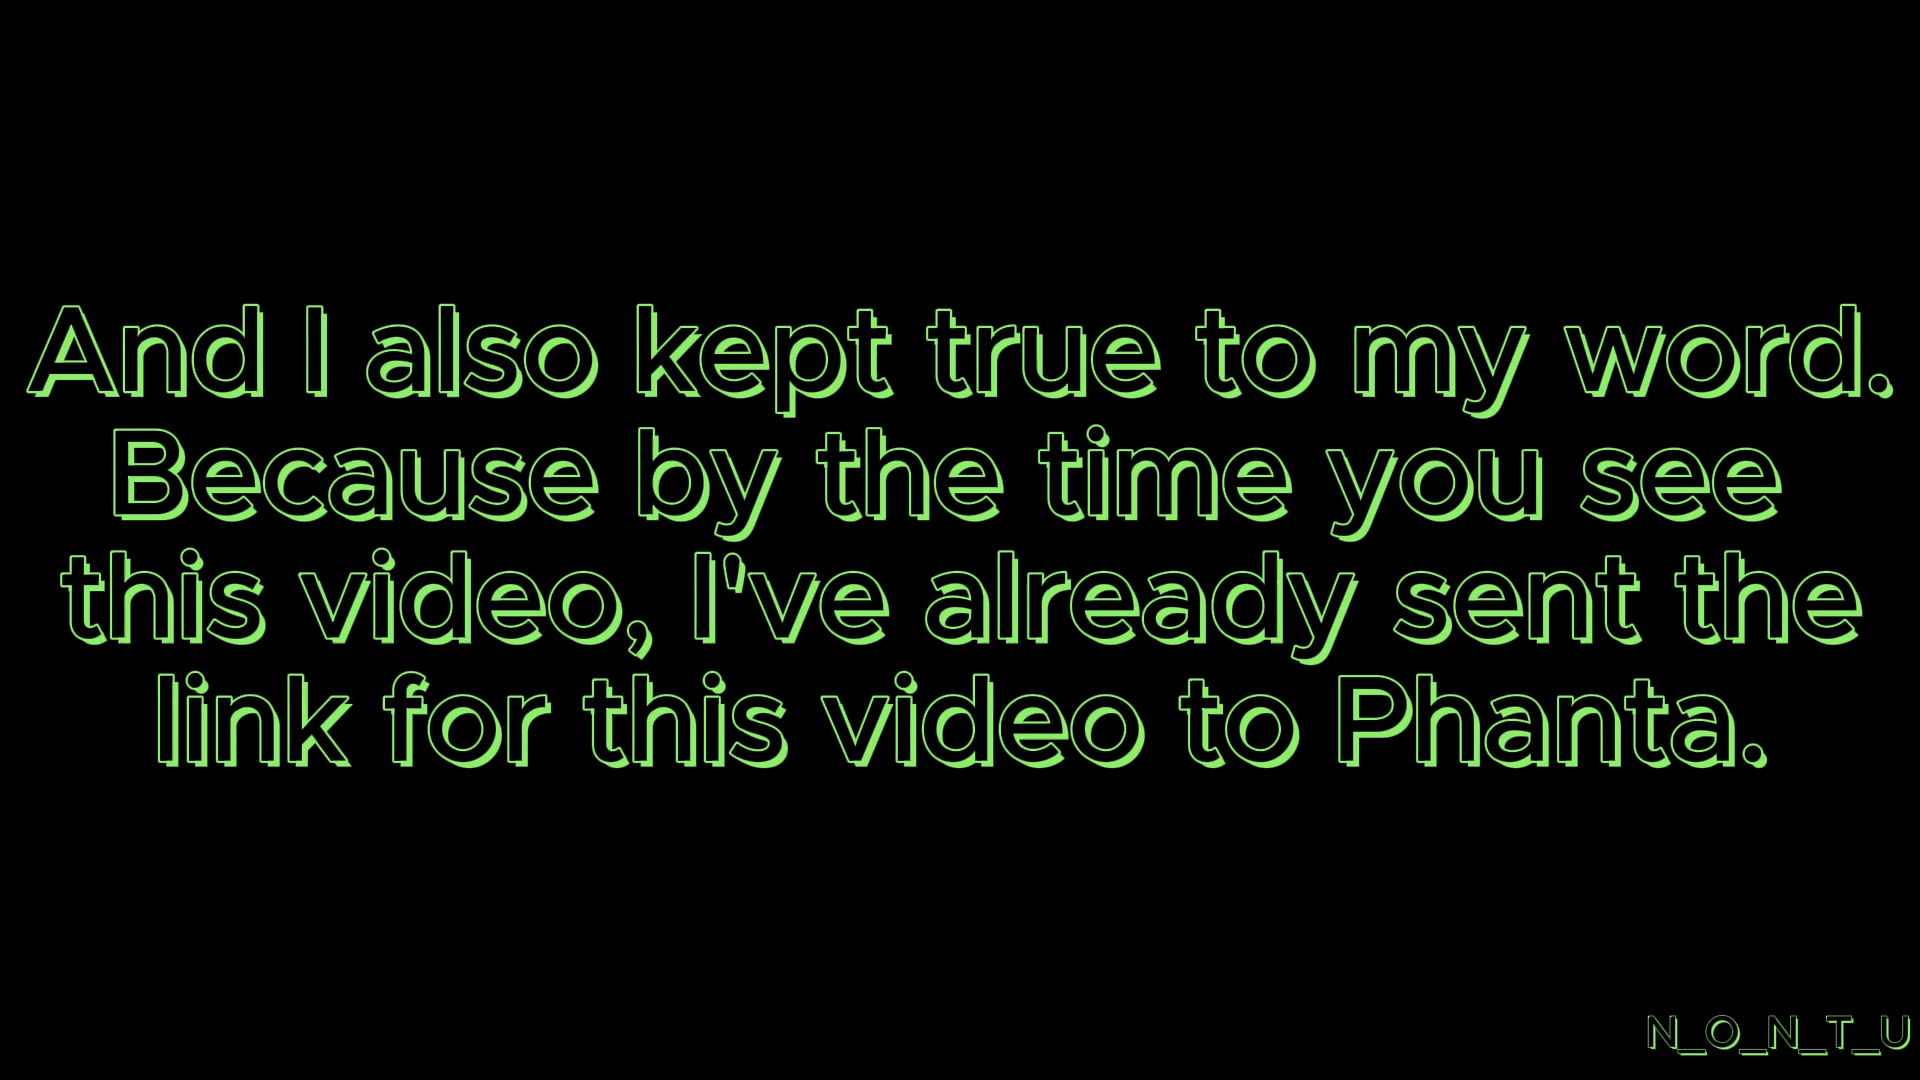 And I also kept true to my word.
Because by the time you see
this video, I've already sent the
link for this video to Phanta.
N_O_N_T_U